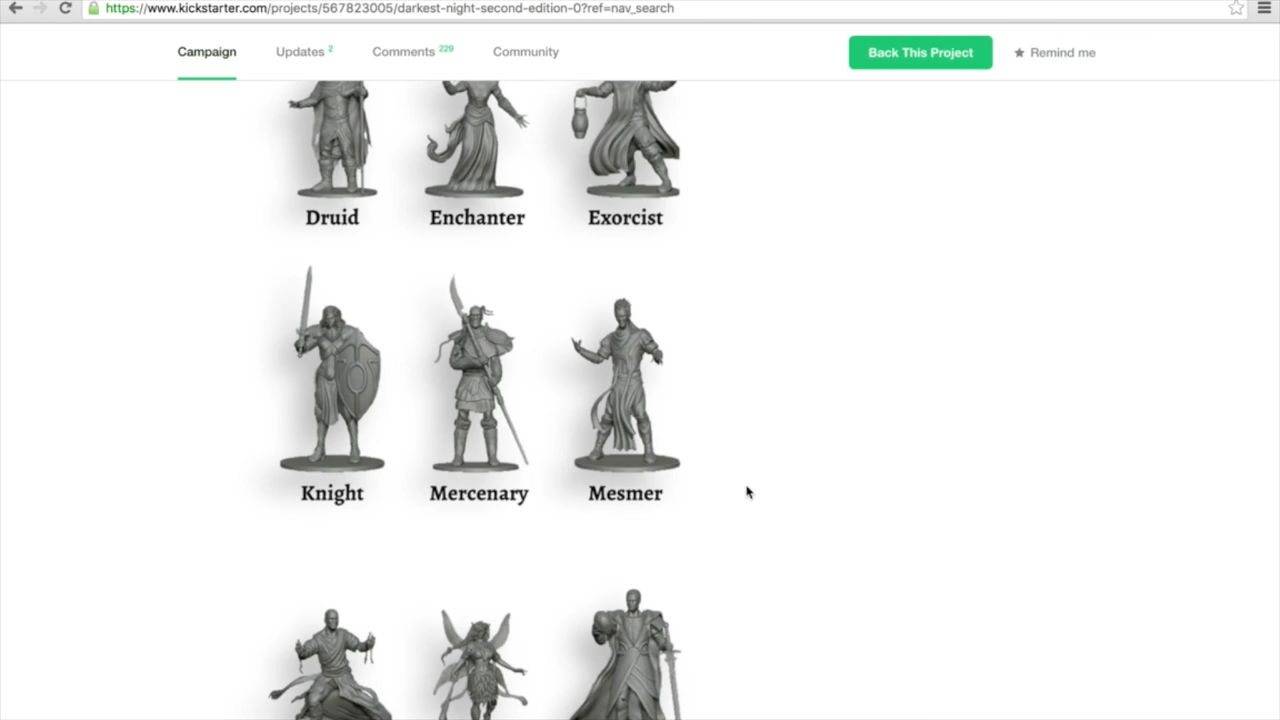 https://www.kickstarter.com/projects/567823005/darkest-night-second-edition-0?ref=nav_search
Campaign Updates 2 Comments 229 Community Back This Project Remind me
Druid Enchanter Exorcist
Knight Mercenary Mesmer